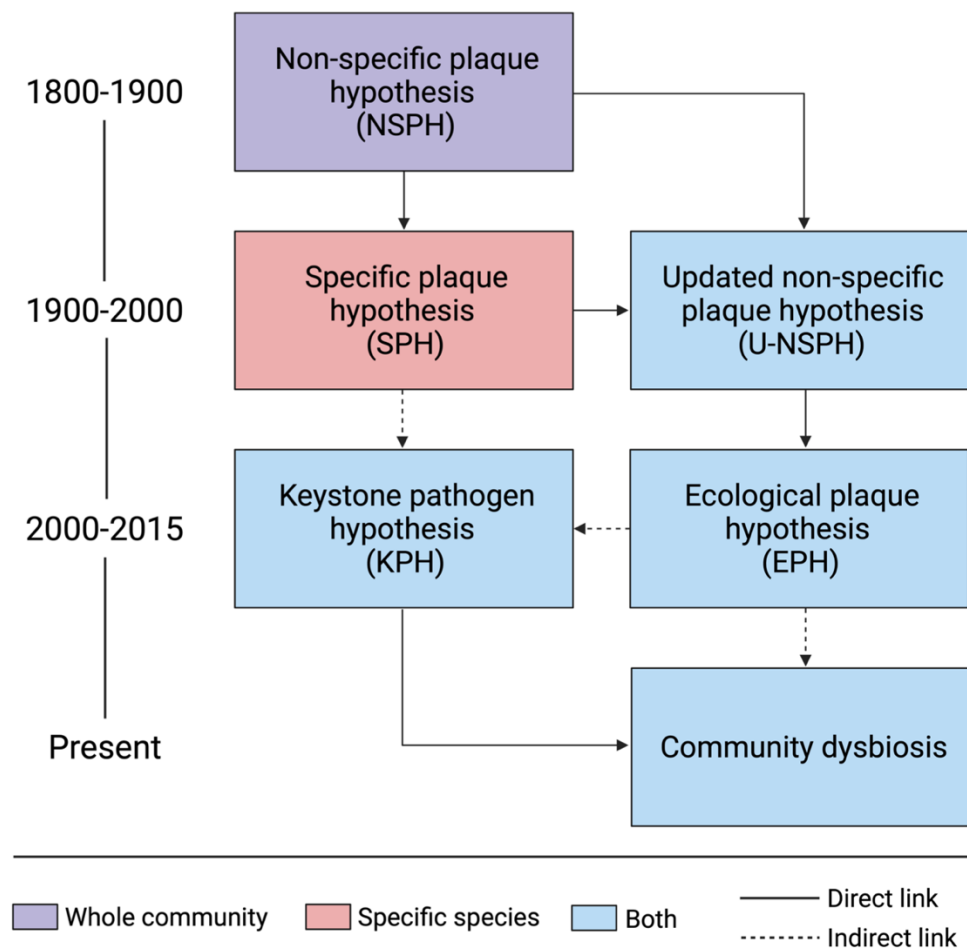 1800-1900
Non-specific plaque
hypothesis
(NSPH)
1900-2000
Specific plaque
hypothesis
(SPH)
Updated non-specific
plaque hypothesis
(U-NSPH)
2000-2015
Keystone pathogen
hypothesis
(KPH)
Ecological plaque
hypothesis
(EPH)
Present
Community dysbiosis
Whole community
Specific species
Both
Direct link
Indirect link